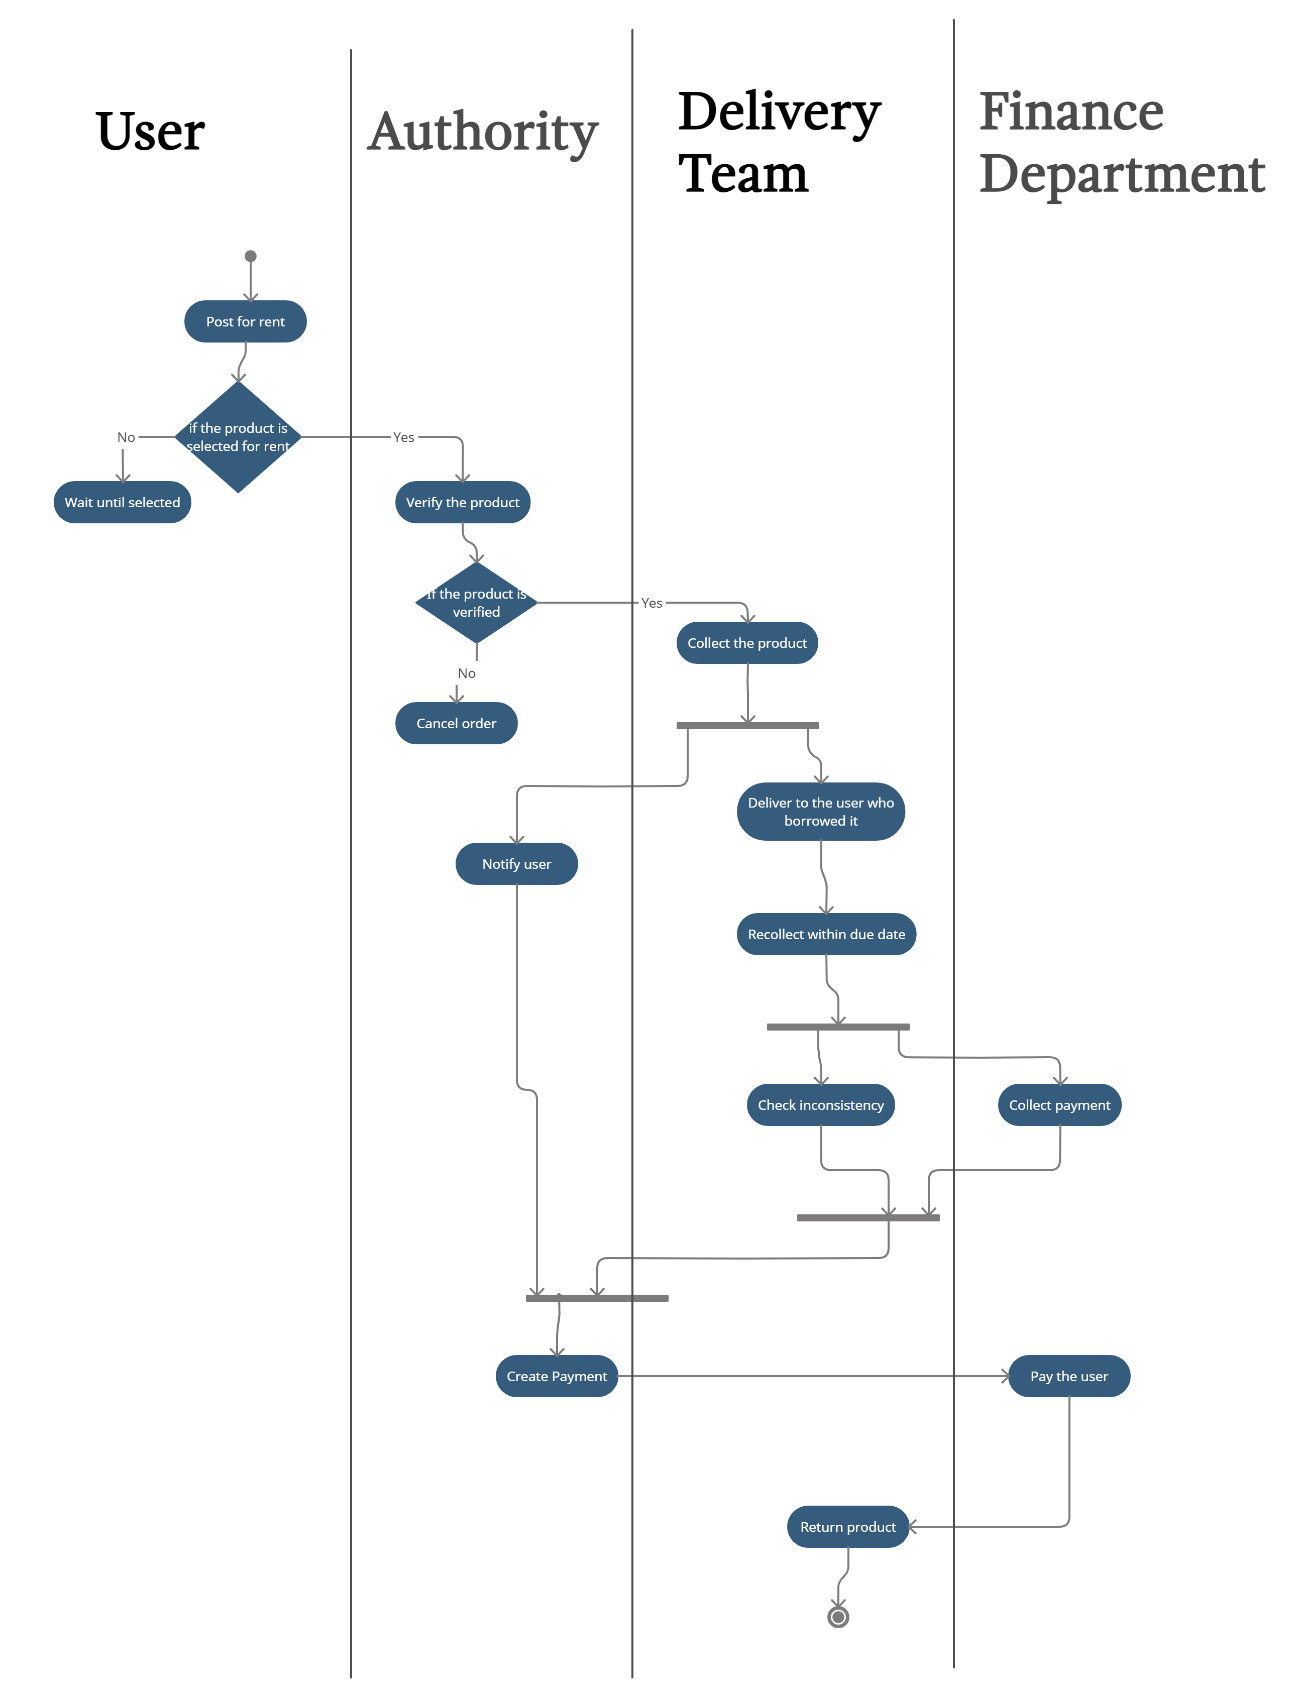 User
Authority
Delivery
Team
Finance
Department
Post for rent
if the product is
selected for rent
No
Yes
Wait until selected
Verify the product
If the product is
verified
Yes
No
Collect the product
Cancel order
Deliver to the user who
borrowed it
Notify user
Recollect within due date
Check inconsistency
Collect payment
Create Payment
Pay the user
Return product